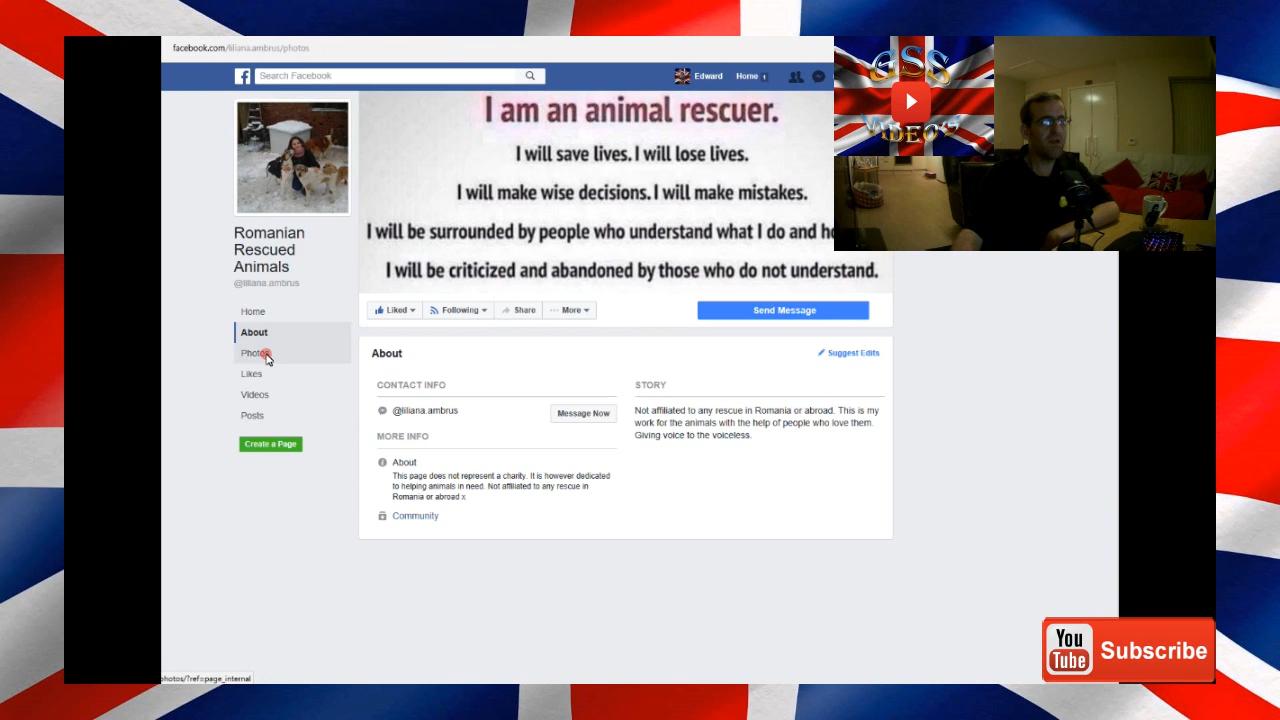 facebook.com/liliana.ambrus/photos
Search Facebook
Edward
Home 1
GSS
VIDEO'Z
I am an animal rescuer.
I will save lives. I will lose lives.
I will make wise decisions. I will make mistakes.
I will be surrounded by people who understand what I do and
I will be criticized and abandoned by those who do not understand.
Romanian
Rescued
Animals
@liliana.ambrus
Home
About
Photos
Likes
Videos
Posts
Create a Page
Liked
Following
Share
More
Send Message
About
Suggest Edits
CONTACT INFO
@liliana.ambrus
Message Now
MORE INFO
About
This page does not represent a charity. It is however dedicated
to helping animals in need. Not affiliated to any rescue in
Romania or abroad x
Community
STORY
Not affiliated to any rescue in Romania or abroad. This is my
work for the animals with the help of people who love them.
Giving voice to the voiceless.
photos/?ref=page_internal
You
Tube
Subscribe